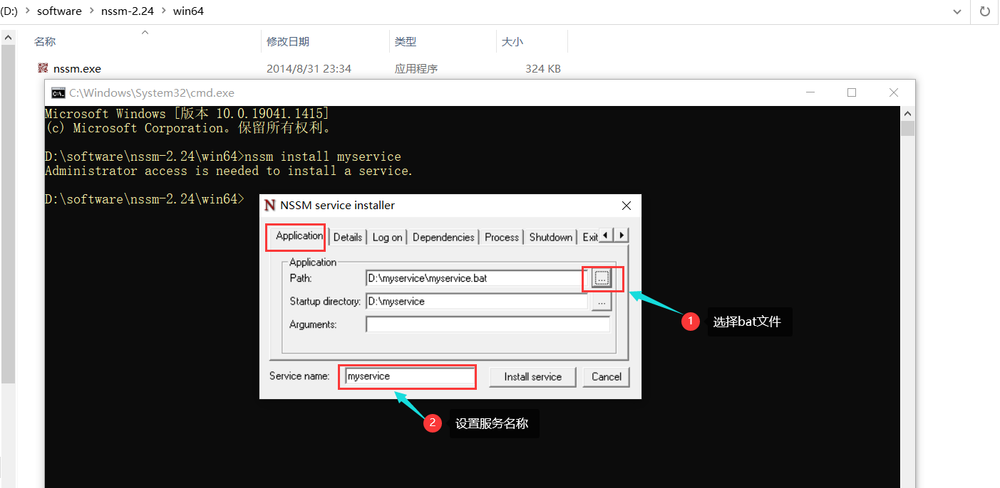 (D:) > software > nssm-2.24 > win64
名称 修改日期 类型 大小
nssm.exe 2014/8/31 23:34 应用程序 324 KB
C:\Windows\System32\cmd.exe
Microsoft Windows [版本 10.0.19041.1415]
(c) Microsoft Corporation。保留所有权利。
D:\software\nssm-2.24\win64>nssm install myservice
Administrator access is needed to install a service.
D:\software\nssm-2.24\win64>
NSSM service installer
Application Details Log on Dependencies Process Shutdown Exit
Application
Path: D:\myservice\myservice.bat ...
Startup directory: D:\myservice ...
Arguments:
1 选择bat文件
Service name: myservice Install service Cancel
2 设置服务名称